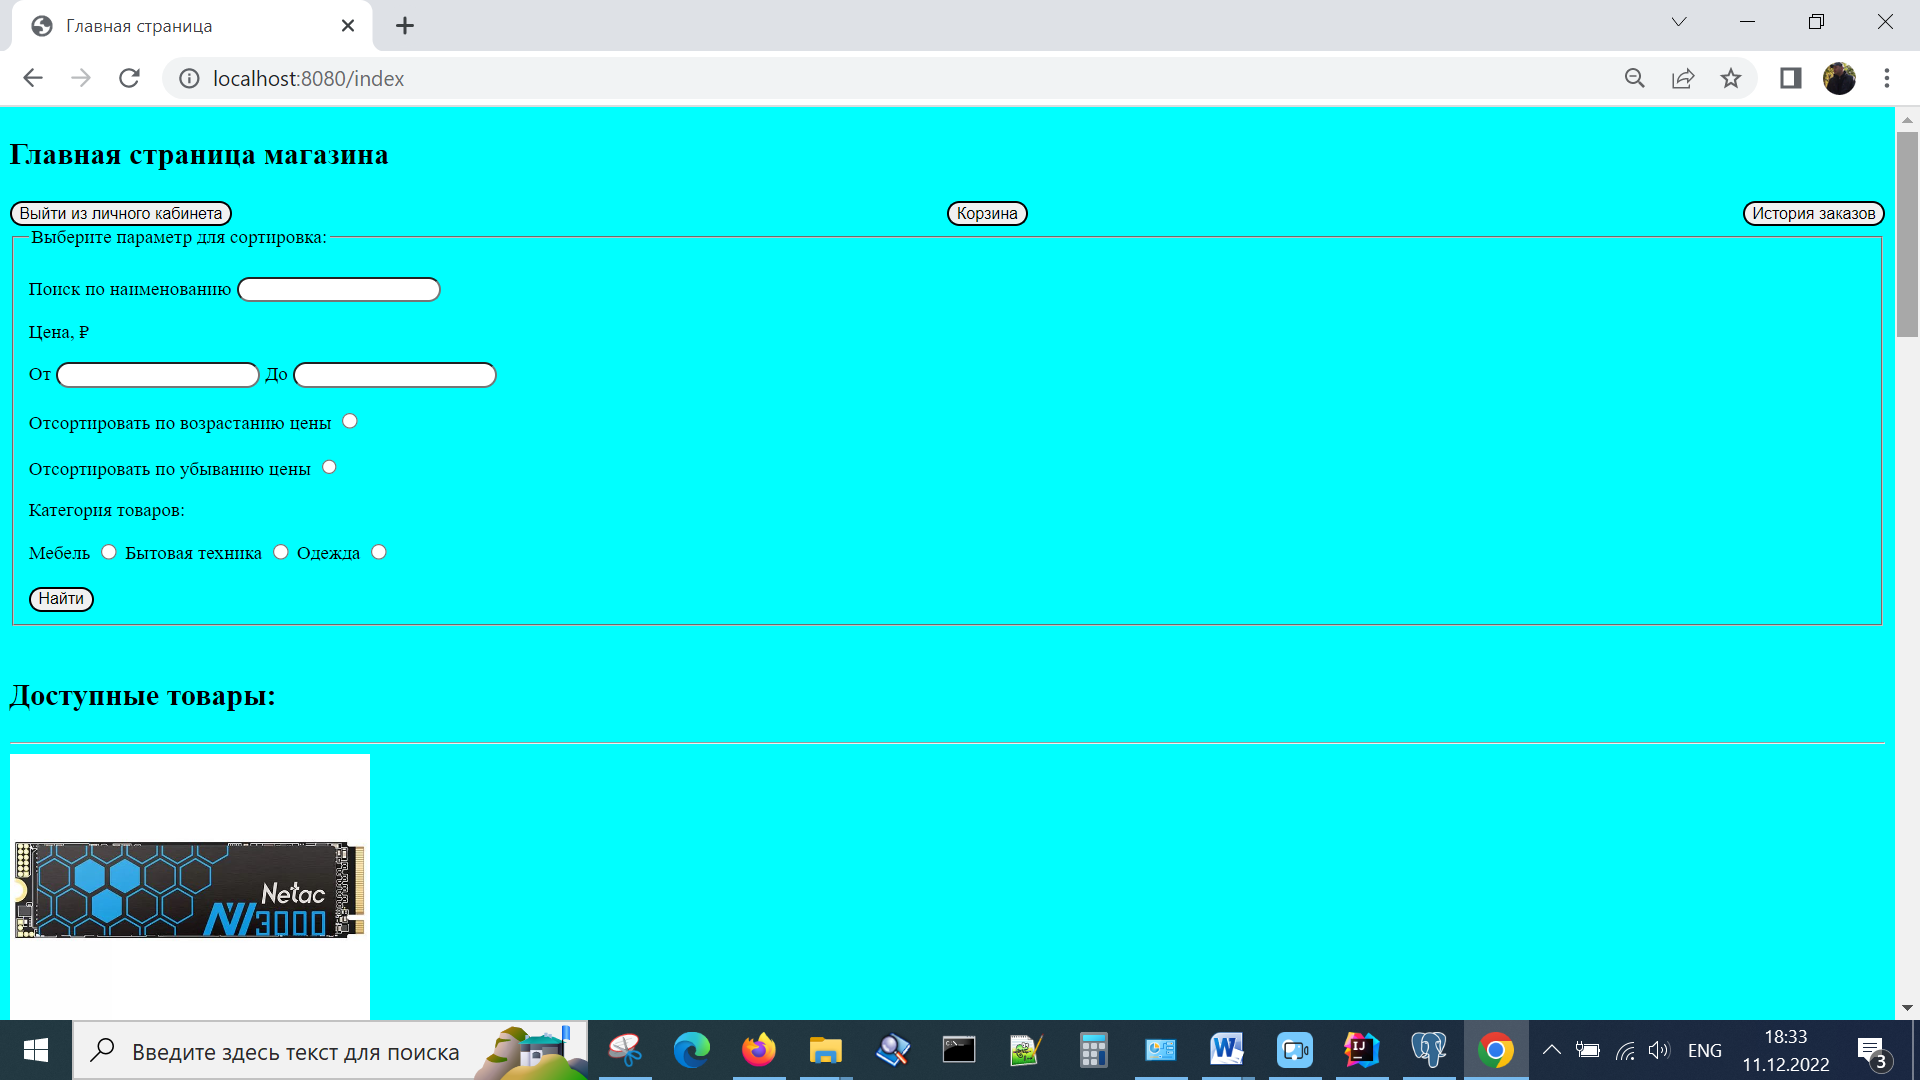 Главная страница
localhost:8080/index
Главная страница магазина
Выйти из личного кабинета Корзина История заказов
Выберите параметр для сортировка:
Поиск по наименованию
Цена, ₽
От До
Отсортировать по возрастанию цены
Отсортировать по убыванию цены
Категория товаров:
Мебель Бытовая техника Одежда
Найти
Доступные товары:
Netac
NV3000
Введите здесь текст для поиска
ENG
18:33
11.12.2022
3